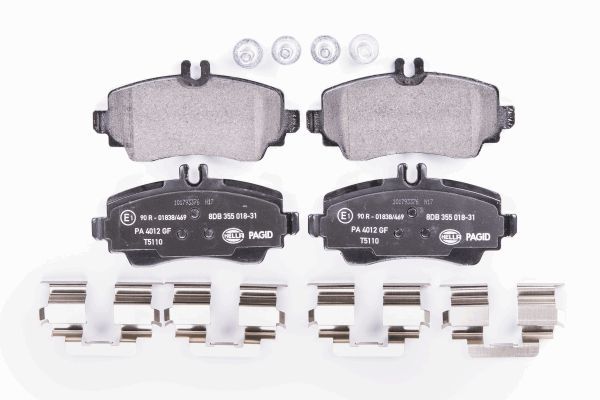 101793376 H17
E1 90 R - 01838/469 8DB 355 018-31
PA 4012 GF HELLA PAGID
T5110
101793376 H17
E1 90 R - 01838/469 8DB 355 018-31
PA 4012 GF HELLA PAGID
T5110